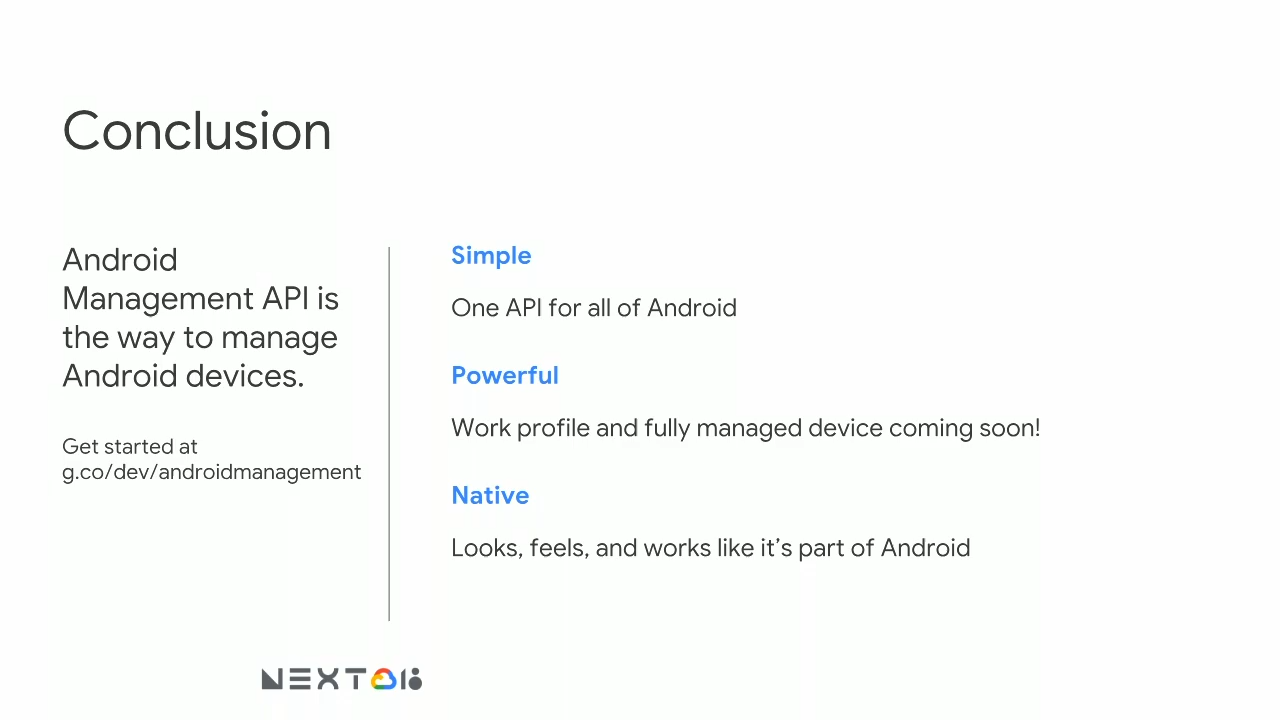 Conclusion
Android
Management API is
the way to manage
Android devices.
Get started at
g.co/dev/androidmanagement
Simple
One API for all of Android
Powerful
Work profile and fully managed device coming soon!
Native
Looks, feels, and works like it’s part of Android
NEXT 18